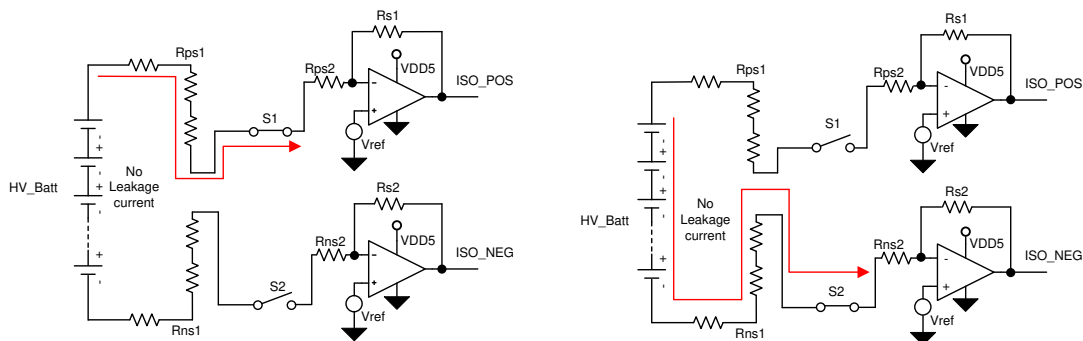 Rs1
Rps1
Rps2
VDD5
ISO_POS
-
+
S1
Vref
HV_Batt
No
Leakage
current
-
+
-
+
-
+
+
-
Rs2
Rns2
VDD5
ISO_NEG
-
+
S2
Vref
Rns1
Rs1
Rps1
Rps2
VDD5
ISO_POS
-
+
S1
Vref
HV_Batt
No
Leakage
current
-
+
-
+
-
+
+
-
Rs2
Rns2
VDD5
ISO_NEG
-
+
S2
Vref
Rns1